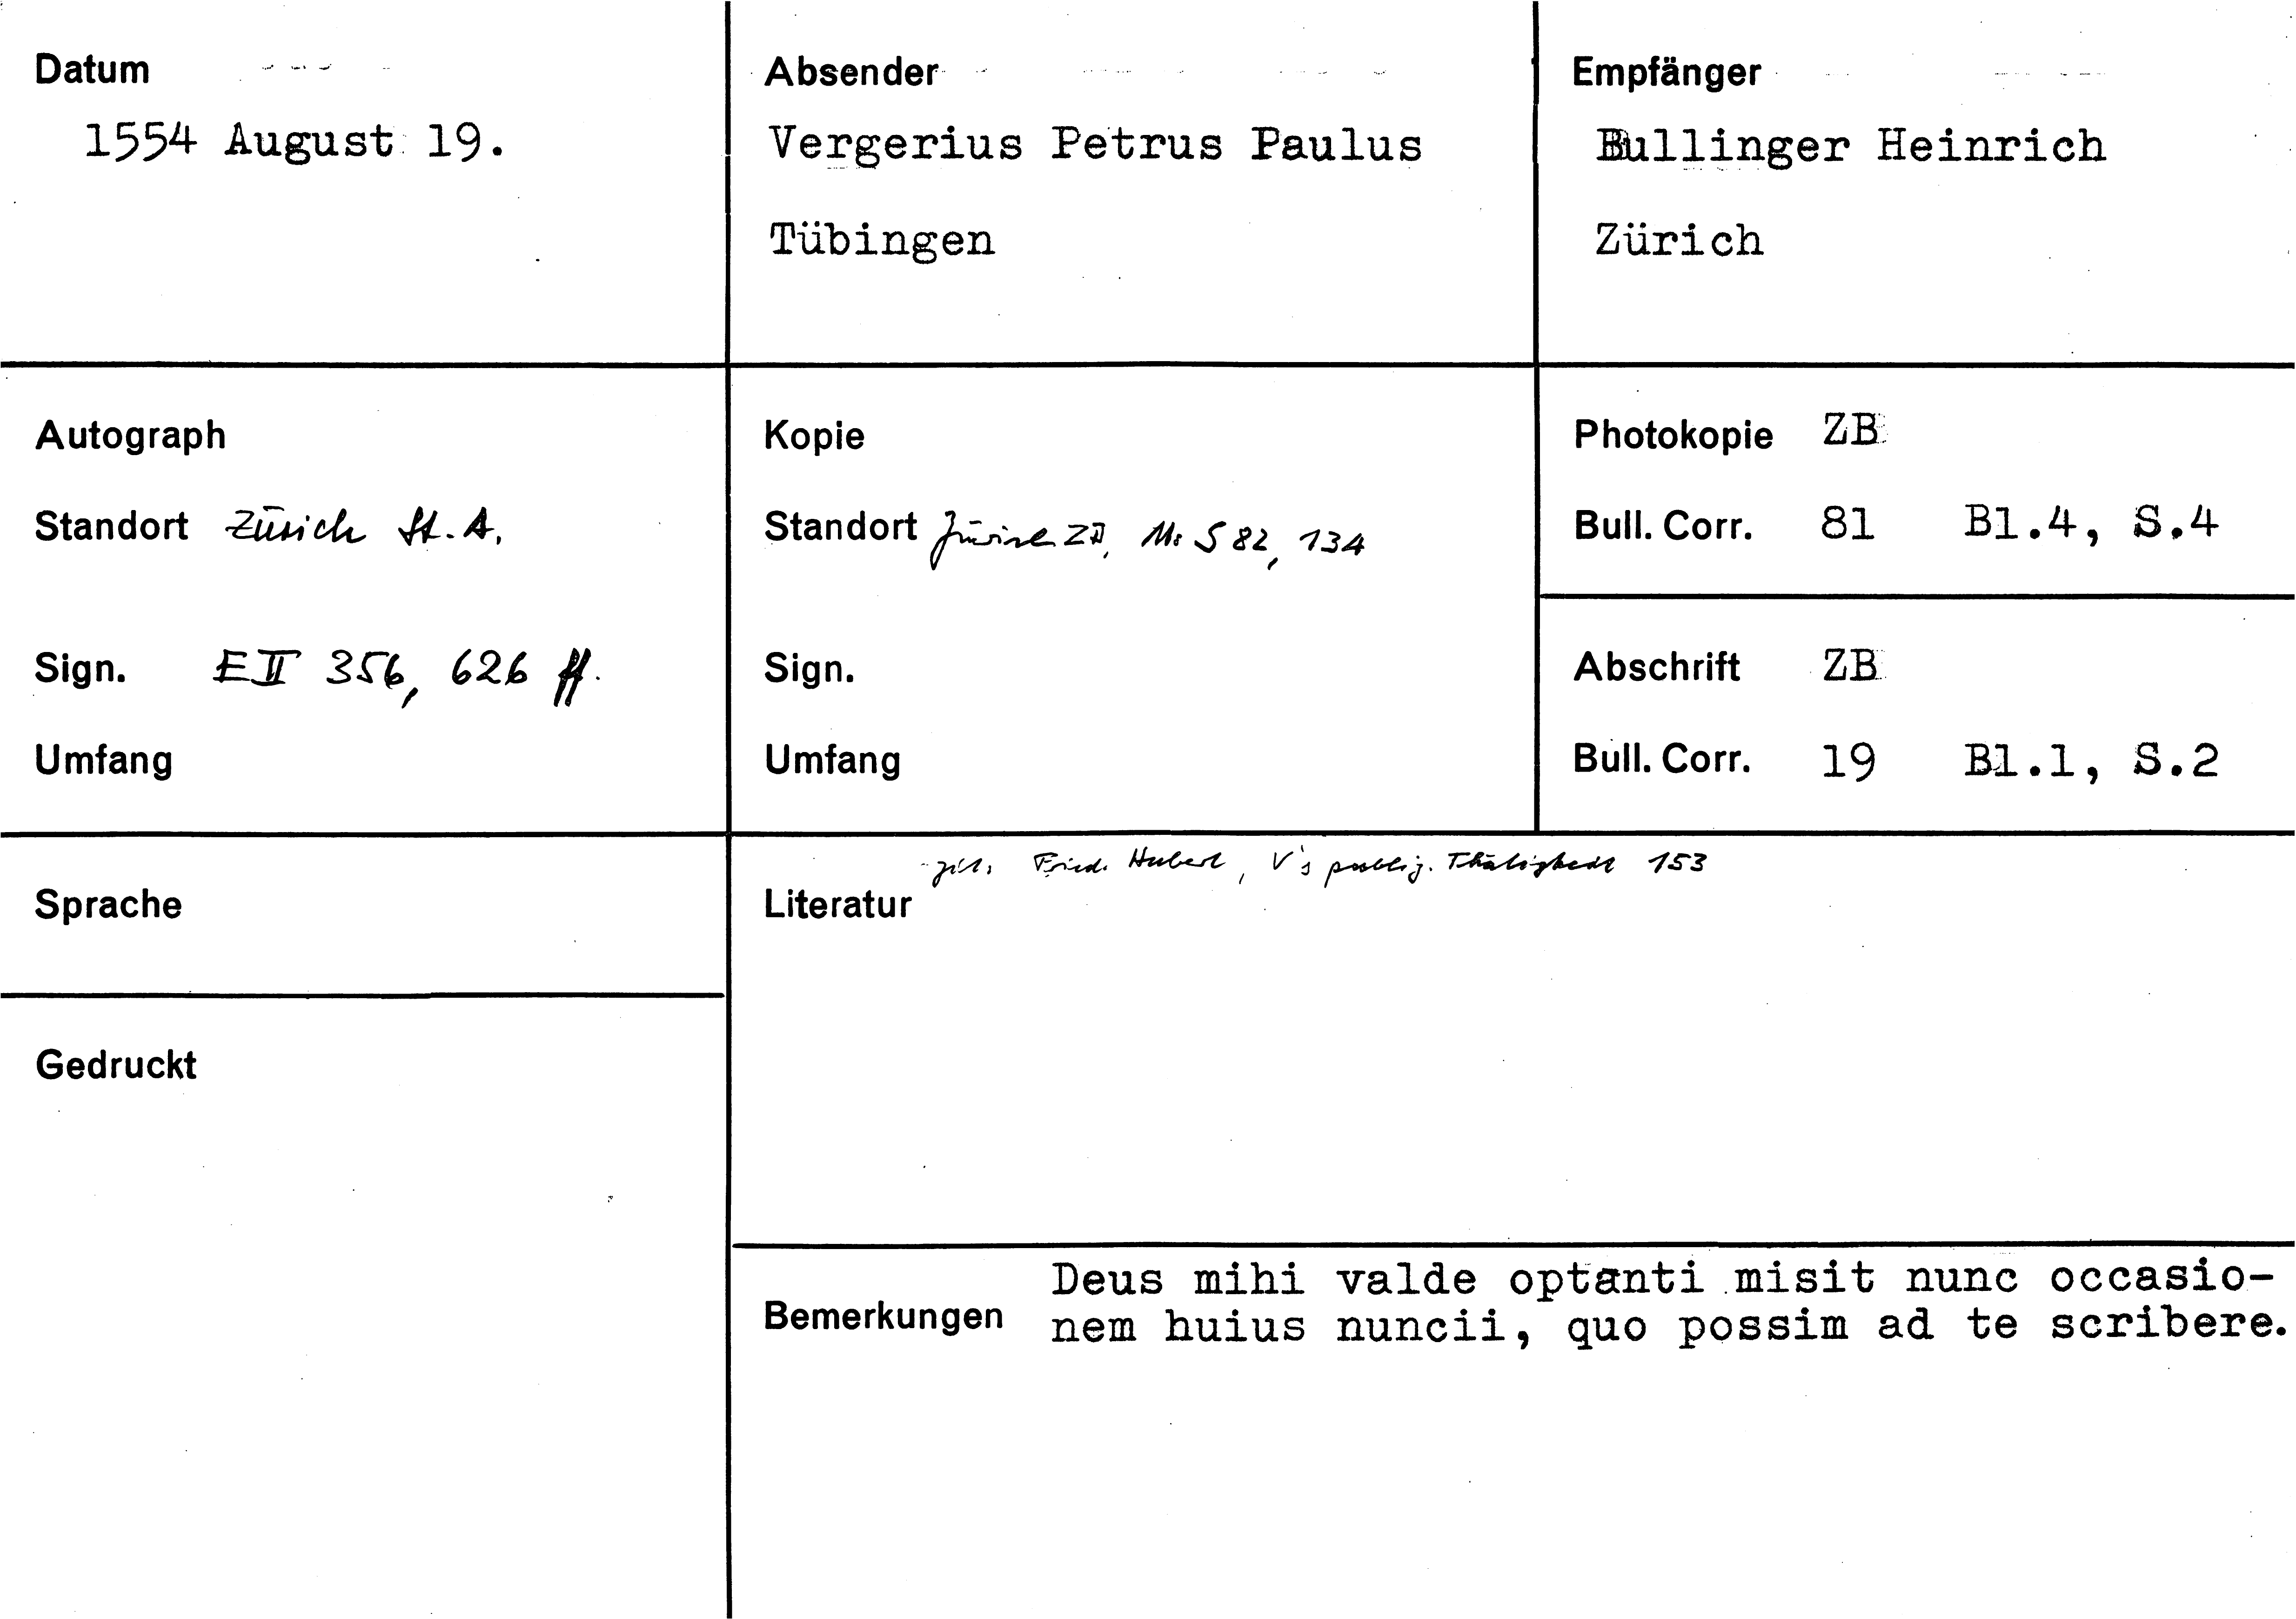 Datum
1554 August 19.
Absender
Vergerius Petrus Paulus
Tübingen
Empfänger
Bullinger Heinrich
Zürich
Autograph
Standort Zürich St. A.
Sign. E II 356, 626 ff.
Umfang
Kopie
Standort Zürich ZB, Ms S 82, 134
Sign.
Umfang
Photokopie ZB
Bull. Corr. 81 Bl.4, S.4
Abschrift ZB
Bull. Corr. 19 Bl.1, S.2
Sprache
Gedruckt
zit. Fried. Hubert, V's publiz. Thätigkeit 153
Literatur
Deus mihi valde optanti misit nunc occasio-
Bemerkungen nem huius nuncii, quo possim ad te scribere.